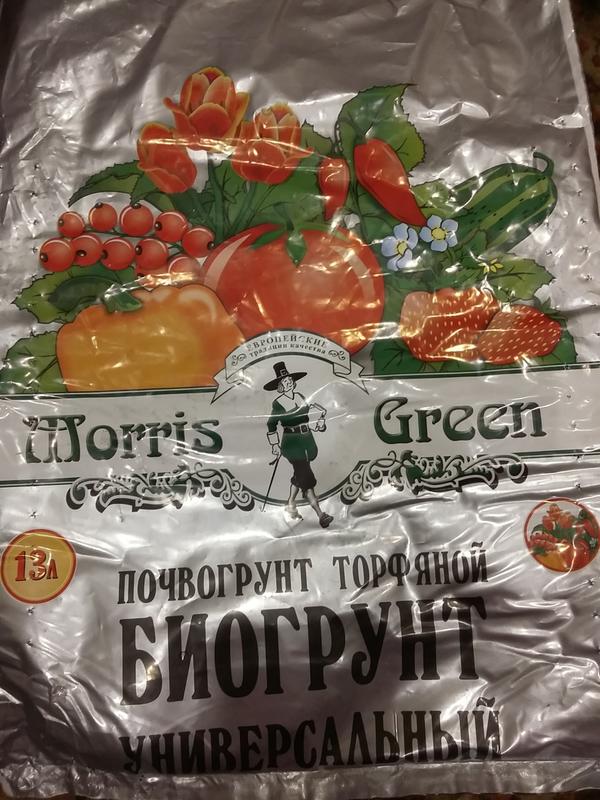 ЕВРОПЕЙСКИЕ
традиции качества
Morris Green
13л
ПОЧВОГРУНТ ТОРФЯНОЙ
БИОГРУНТ
УНИВЕРСАЛЬНЫЙ